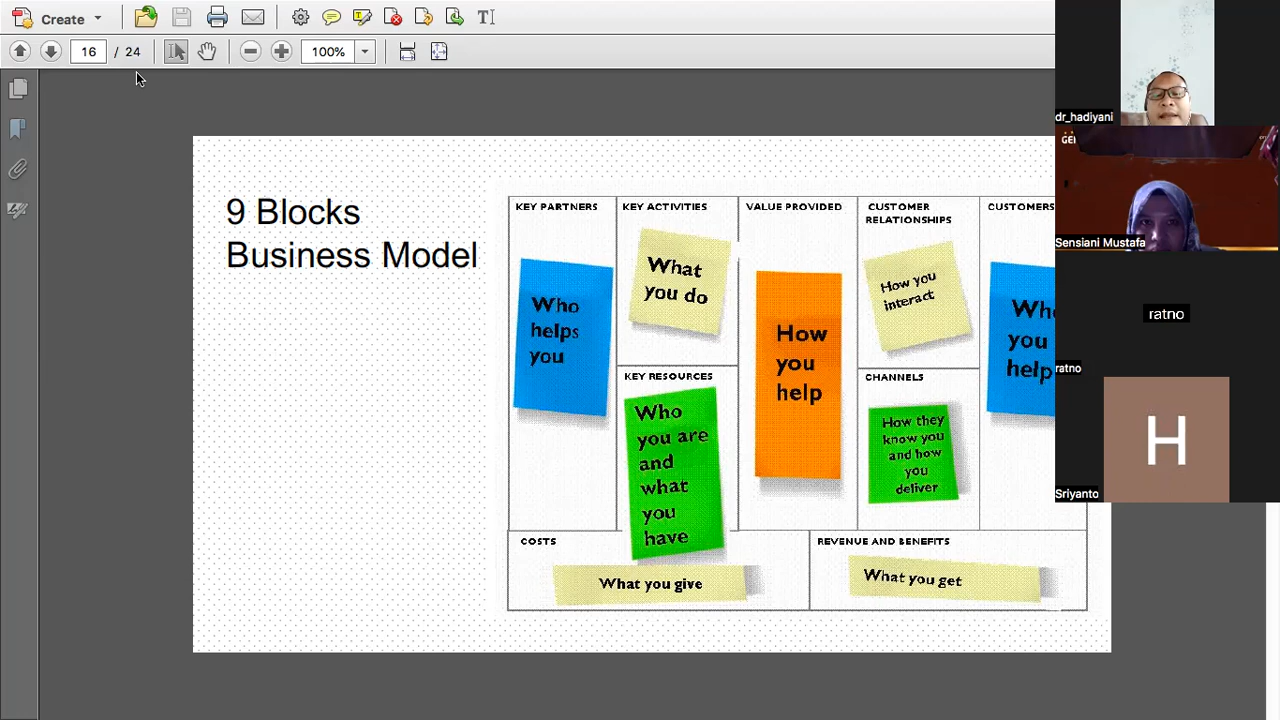 Create
16 / 24
100%
9 Blocks
Business Model
KEY PARTNERS
Who
helps
you
KEY ACTIVITIES
What
you do
KEY RESOURCES
Who
you are
and
what
you
have
VALUE PROVIDED
How
you
help
CUSTOMER
RELATIONSHIPS
How you
interact
CHANNELS
How they
know you
and how
you
deliver
CUSTOMERS
you
help
COSTS
What you give
REVENUE AND BENEFITS
What you get
dr_hadiyani
Sensiani Mustafa
ratno
ratno
H
Sriyanto